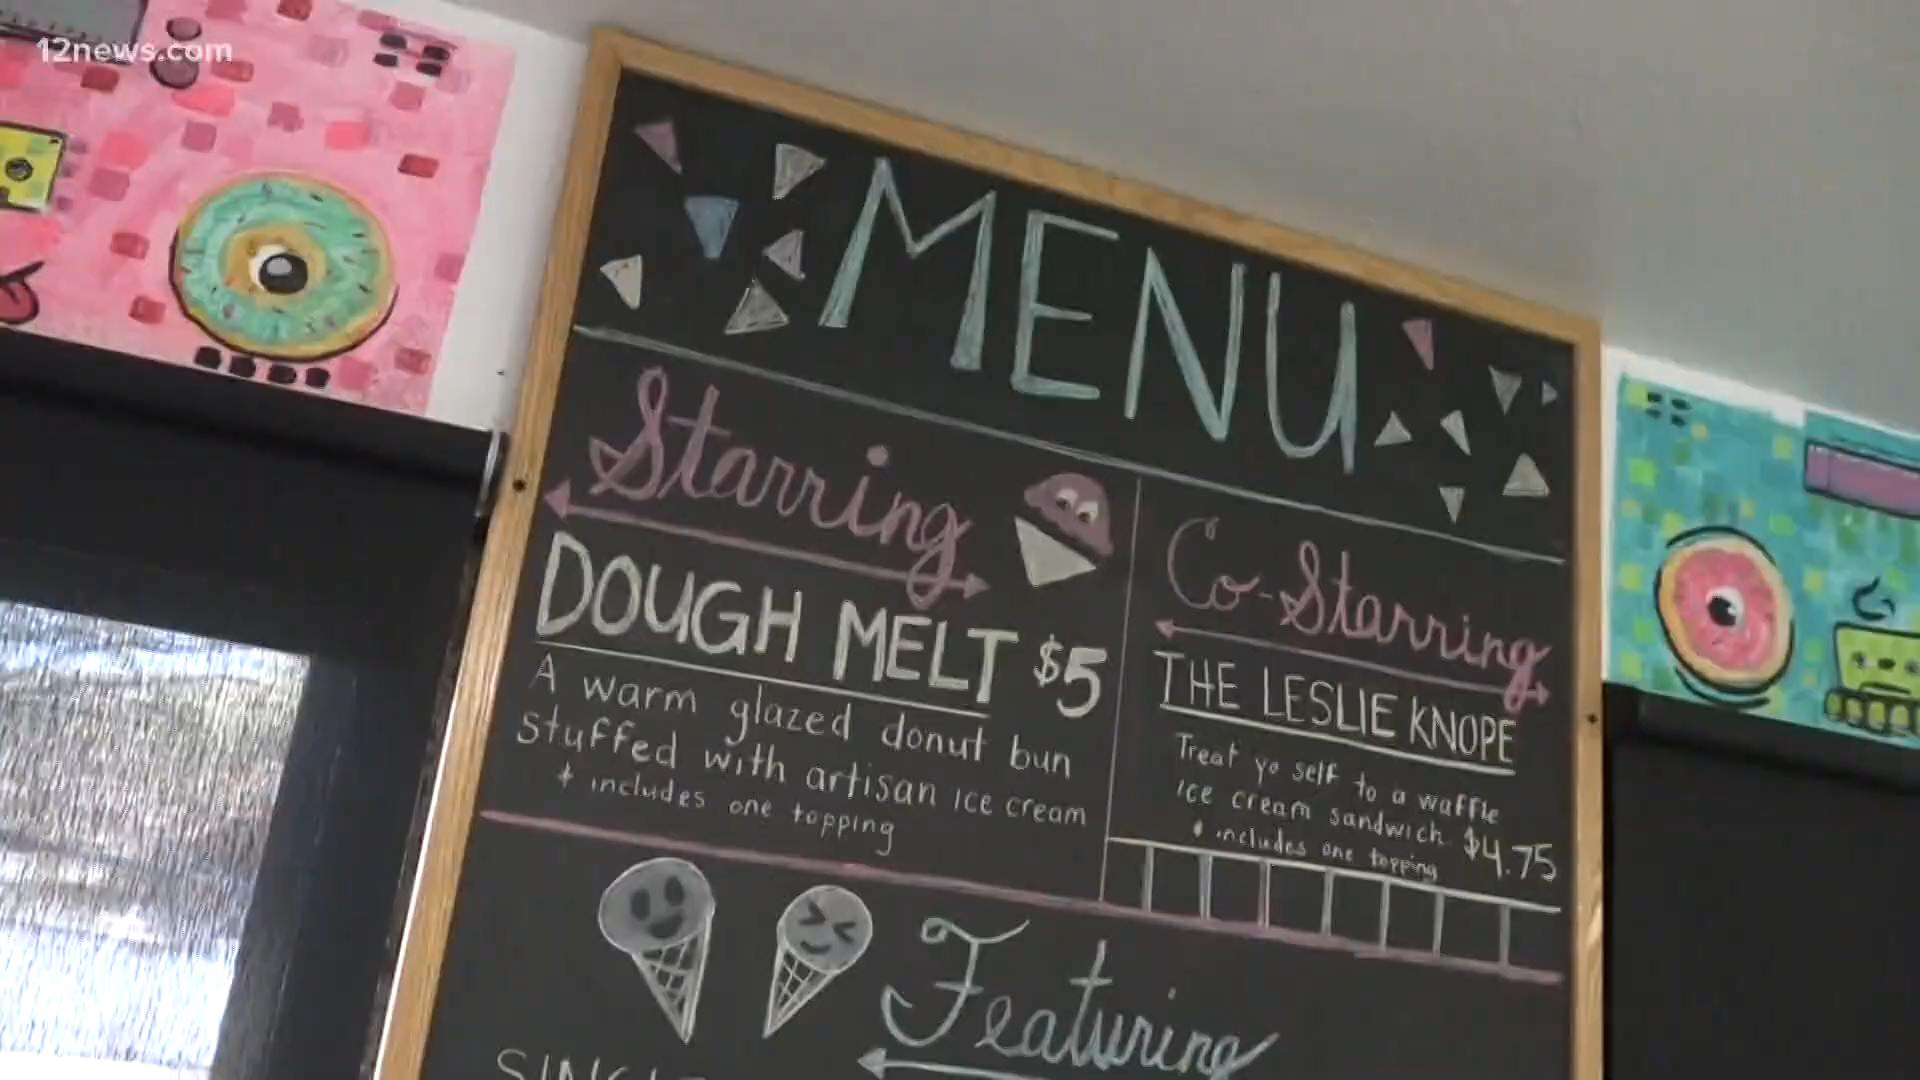 12news.com
MENU
Starring
DOUGH MELT $5
A warm glazed donut bun
stuffed with artisan ice cream
+ includes one topping
Co-Starring
THE LESLIE KNOPE
Treat yo self to a waffle
ice cream sandwich $4.75
+ includes one topping
Featuring